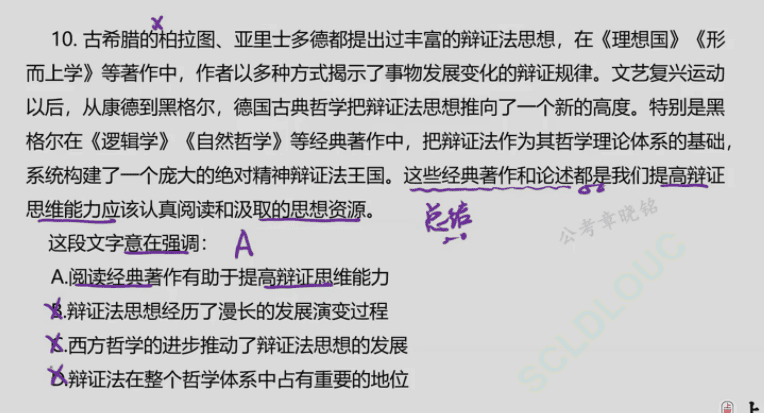 10. 古希腊的柏拉图、亚里士多德都提出过丰富的辩证法思想，在《理想国》《形
而上学》等著作中，作者以多种方式揭示了事物发展变化的辩证规律。文艺复兴运动
以后，从康德到黑格尔，德国古典哲学把辩证法思想推向了一个新的高度。特别是黑
格尔在《逻辑学》《自然哲学》等经典著作中，把辩证法作为其哲学理论体系的基础，
系统构建了一个庞大的绝对精神辩证法王国。这些经典著作和论述都是我们提高辩证
思维能力应该认真阅读和汲取的思想资源。
总结
公考章晓铭
这段文字意在强调：
A
A.阅读经典著作有助于提高辩证思维能力
B.辩证法思想经历了漫长的发展演变过程
C.西方哲学的进步推动了辩证法思想的发展
D.辩证法在整个哲学体系中占有重要的地位
SCLDLOUC
上